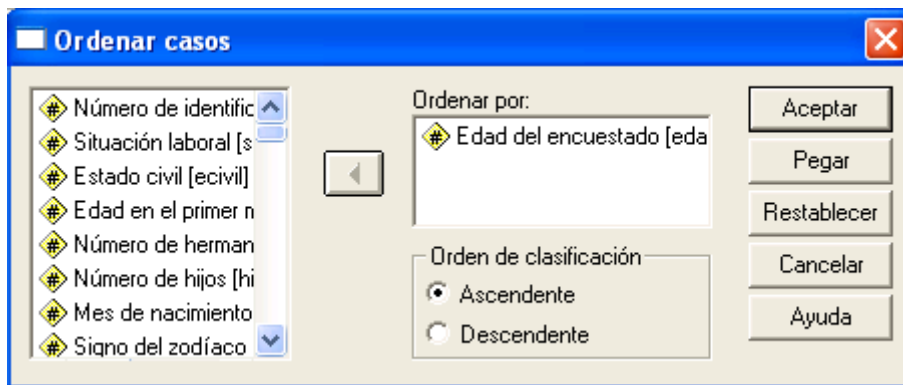 Ordenar casos
Número de identific
Situación laboral [s
Estado civil [ecivil]
Edad en el primer n
Número de herman
Número de hijos [hi
Mes de nacimiento
Signo del zodíaco
Ordenar por:
Edad del encuestado [eda
Orden de clasificación
Ascendente
Descendente
Aceptar
Pegar
Restablecer
Cancelar
Ayuda